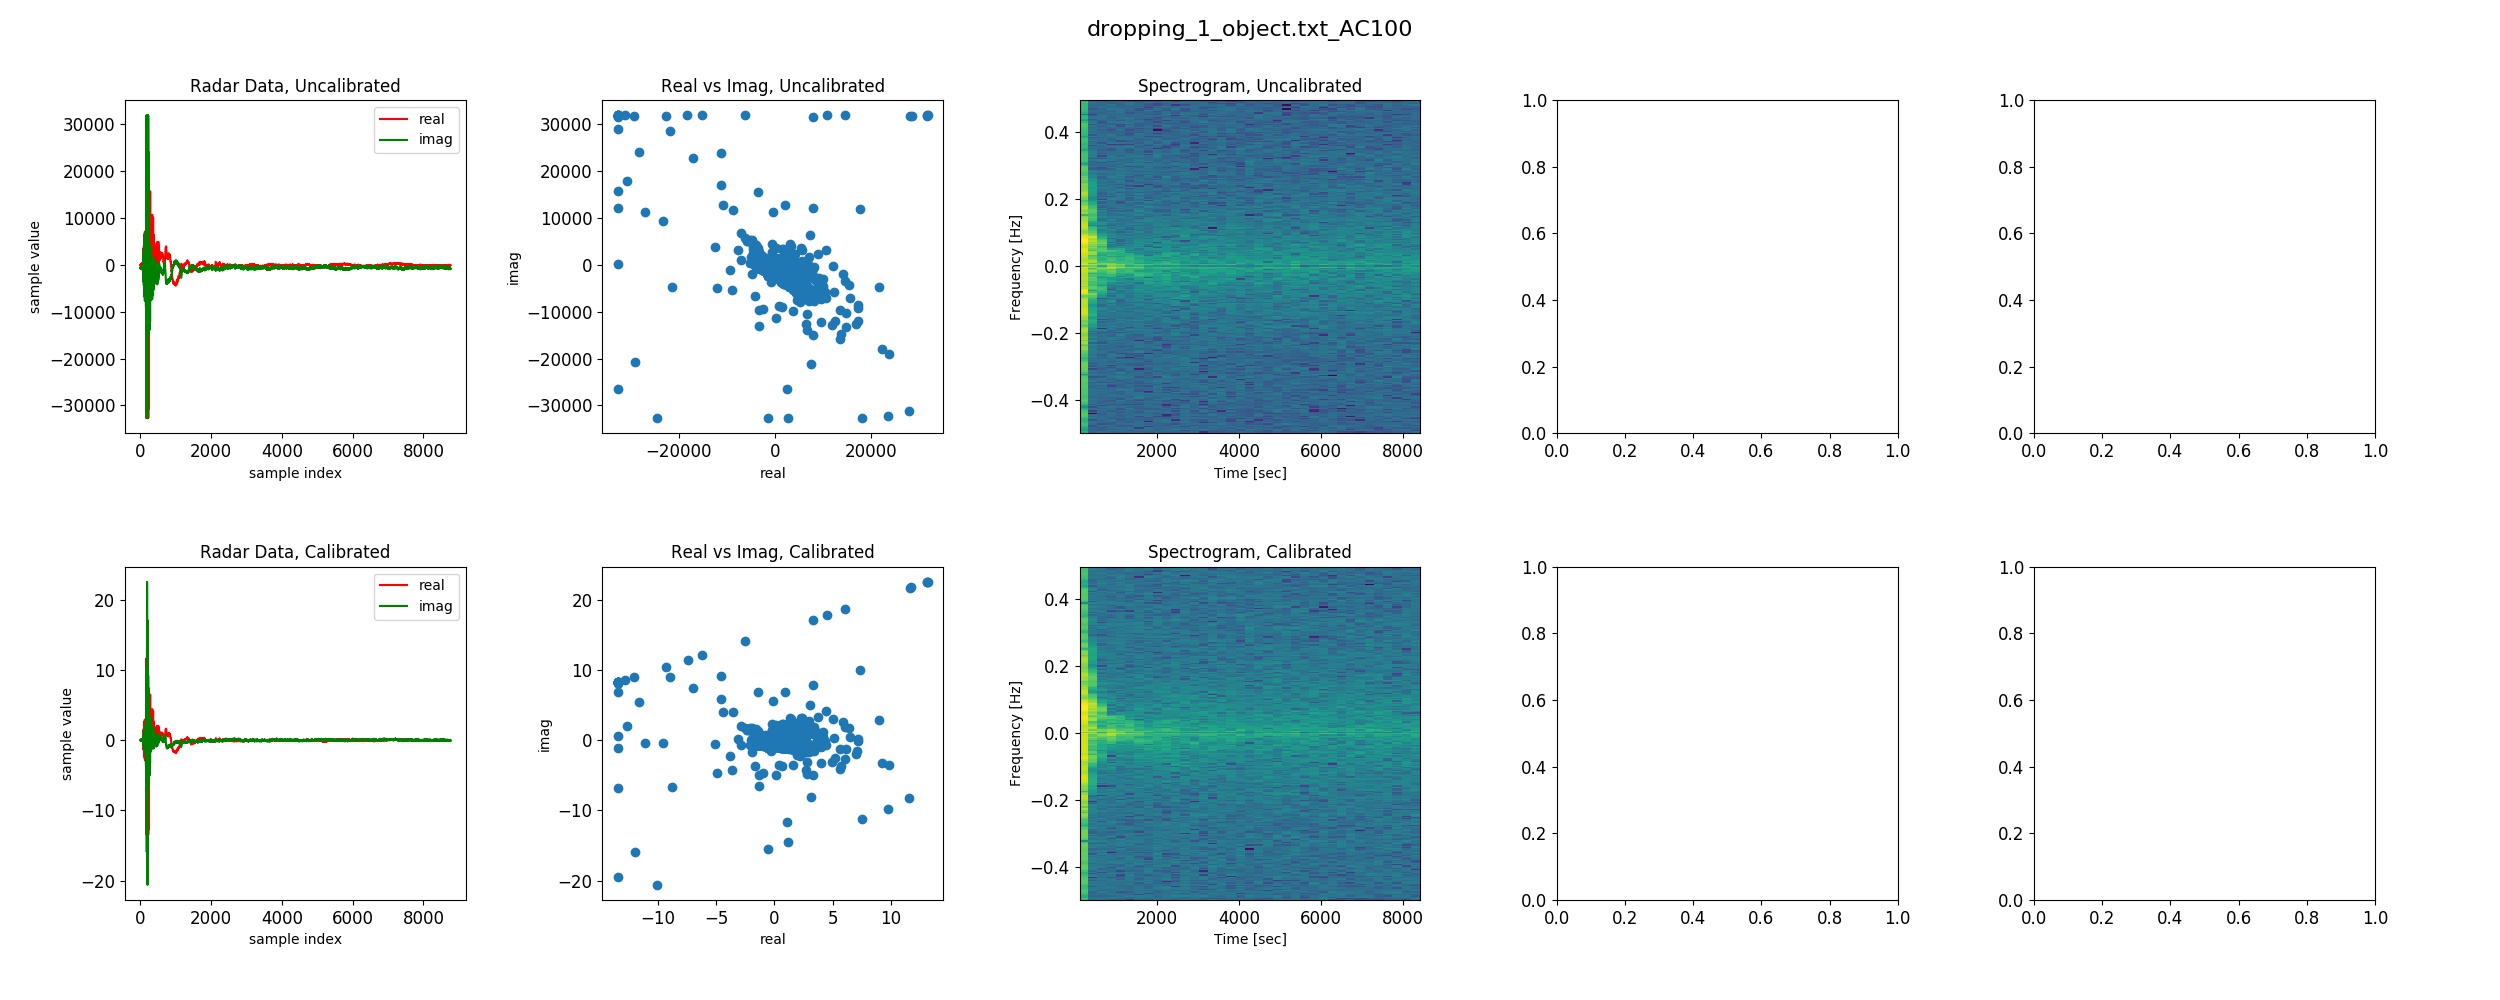 dropping_1_object.txt_AC100
Radar Data, Uncalibrated
real
imag
30000
20000
10000
0
−10000
−20000
−30000
sample value
0 2000 4000 6000 8000
sample index
Real vs Imag, Uncalibrated
30000
20000
10000
0
−10000
−20000
−30000
imag
−20000 0 20000
real
Spectrogram, Uncalibrated
0.4
0.2
0.0
−0.2
−0.4
Frequency [Hz]
2000 4000 6000 8000
Time [sec]
1.0
0.8
0.6
0.4
0.2
0.0
0.0 0.2 0.4 0.6 0.8 1.0
1.0
0.8
0.6
0.4
0.2
0.0
0.0 0.2 0.4 0.6 0.8 1.0
Radar Data, Calibrated
real
imag
20
10
0
−10
−20
sample value
0 2000 4000 6000 8000
sample index
Real vs Imag, Calibrated
20
10
0
−10
−20
imag
−10 −5 0 5 10
real
Spectrogram, Calibrated
0.4
0.2
0.0
−0.2
−0.4
Frequency [Hz]
2000 4000 6000 8000
Time [sec]
1.0
0.8
0.6
0.4
0.2
0.0
0.0 0.2 0.4 0.6 0.8 1.0
1.0
0.8
0.6
0.4
0.2
0.0
0.0 0.2 0.4 0.6 0.8 1.0